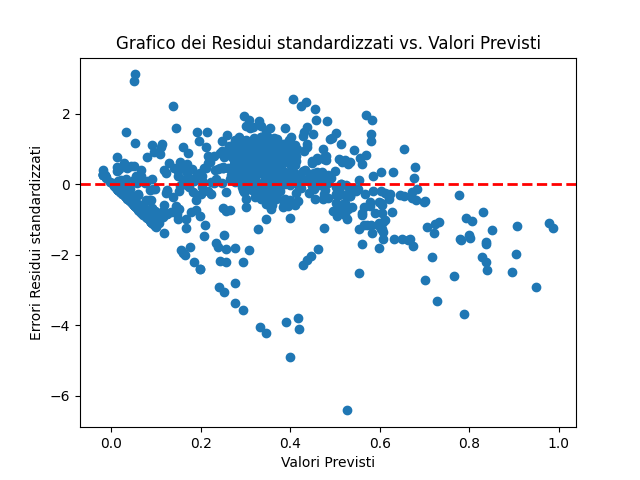 Grafico dei Residui standardizzati vs. Valori Previsti
Errori Residui standardizzati
2
0
−2
−4
−6
0.0 0.2 0.4 0.6 0.8 1.0
Valori Previsti